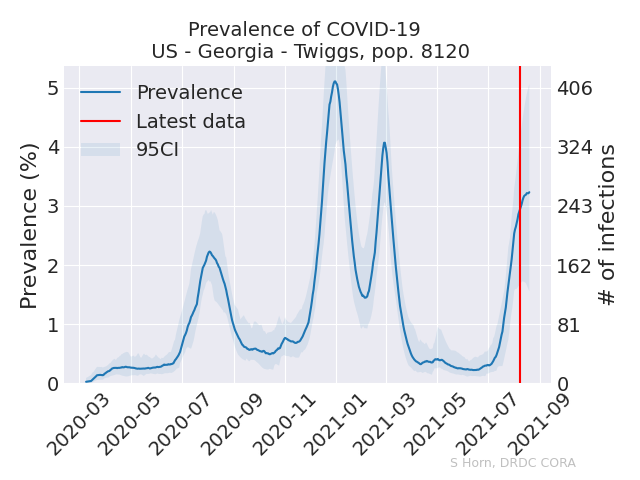 Prevalence of COVID-19
US - Georgia - Twiggs, pop. 8120
Prevalence
Latest data
95CI
Prevalence (%)
5
4
3
2
1
0
406
324
243
162
81
0
# of infections
2020-03
2020-05
2020-07
2020-09
2020-11
2021-01
2021-03
2021-05
2021-07
2021-09
S Horn, DRDC CORA